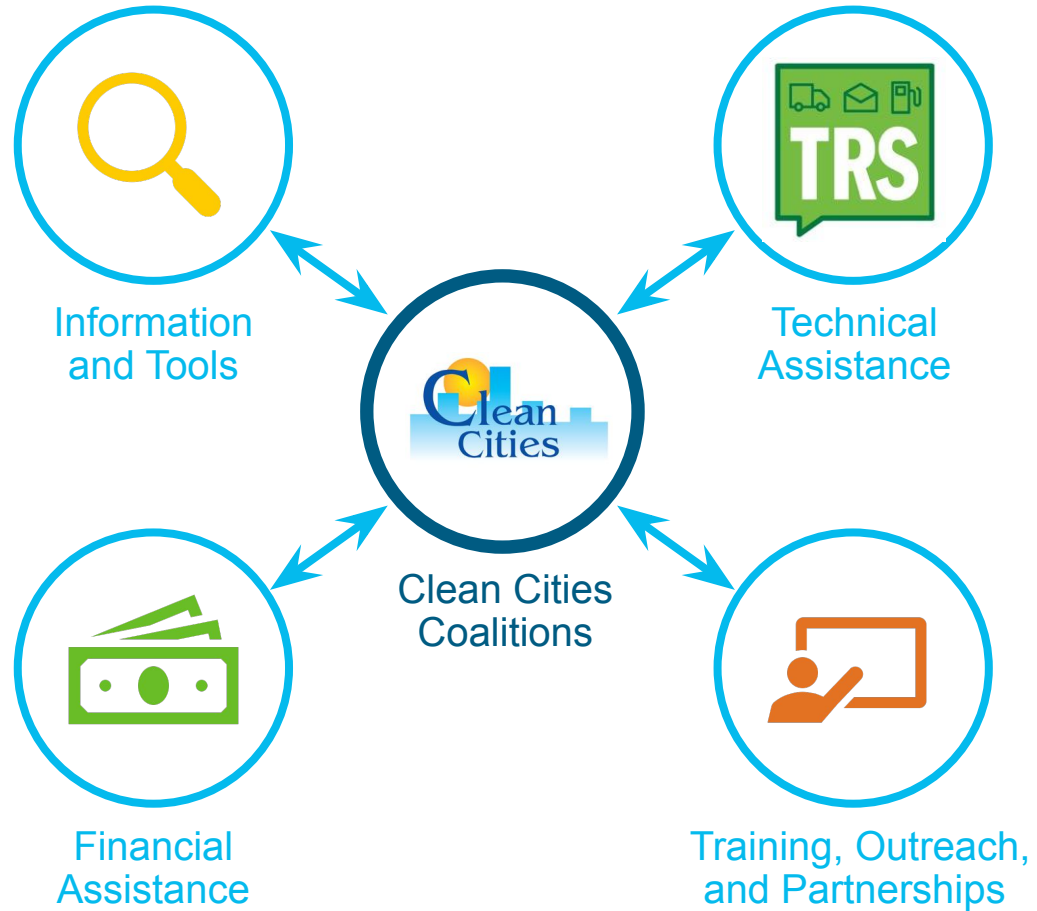 TRS
Information
and Tools
Technical
Assistance
Clean
Cities
Clean Cities
Coalitions
Financial
Assistance
Training, Outreach,
and Partnerships